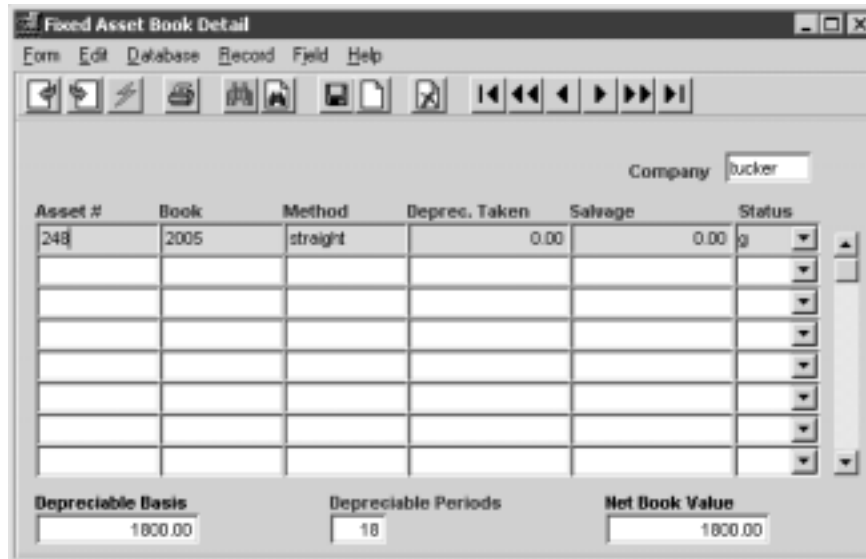 Fixed Asset Book Detail
Form Edit Database Record Field Help
Company tucker
Asset # Book Method Deprec. Taken Salvage Status
248 2005 straight 0.00 0.00 g
Depreciable Basis Depreciable Periods Net Book Value
1800.00 18 1800.00